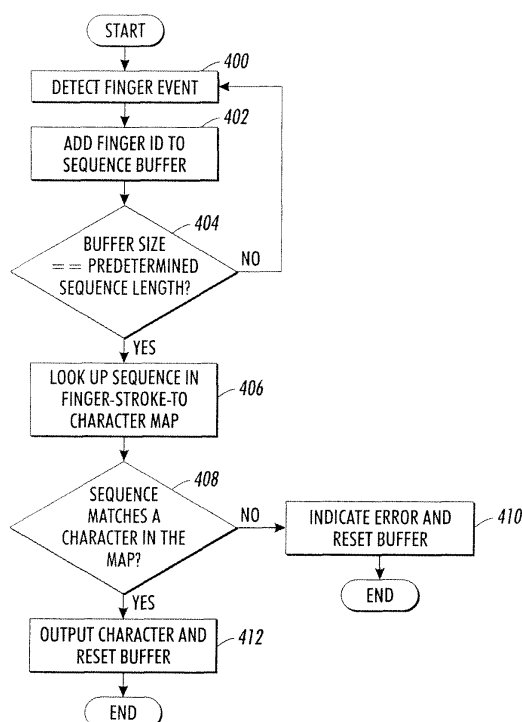 START
400
DETECT FINGER EVENT
402
ADD FINGER ID TO
SEQUENCE BUFFER
404
BUFFER SIZE
== PREDETERMINED
SEQUENCE LENGTH?
NO
YES
LOOK UP SEQUENCE IN
FINGER-STROKE-TO
CHARACTER MAP
406
408
SEQUENCE
MATCHES A
CHARACTER IN THE
MAP?
NO
INDICATE ERROR AND
RESET BUFFER
410
END
YES
OUTPUT CHARACTER AND
RESET BUFFER
412
END